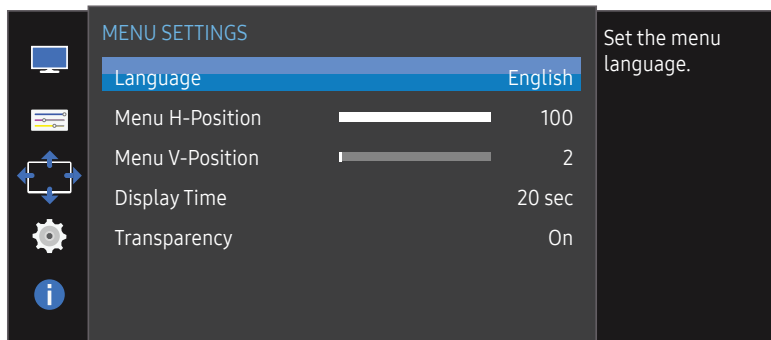 MENU SETTINGS
Language English
Menu H-Position 100
Menu V-Position 2
Display Time 20 sec
Transparency On
Set the menu
language.